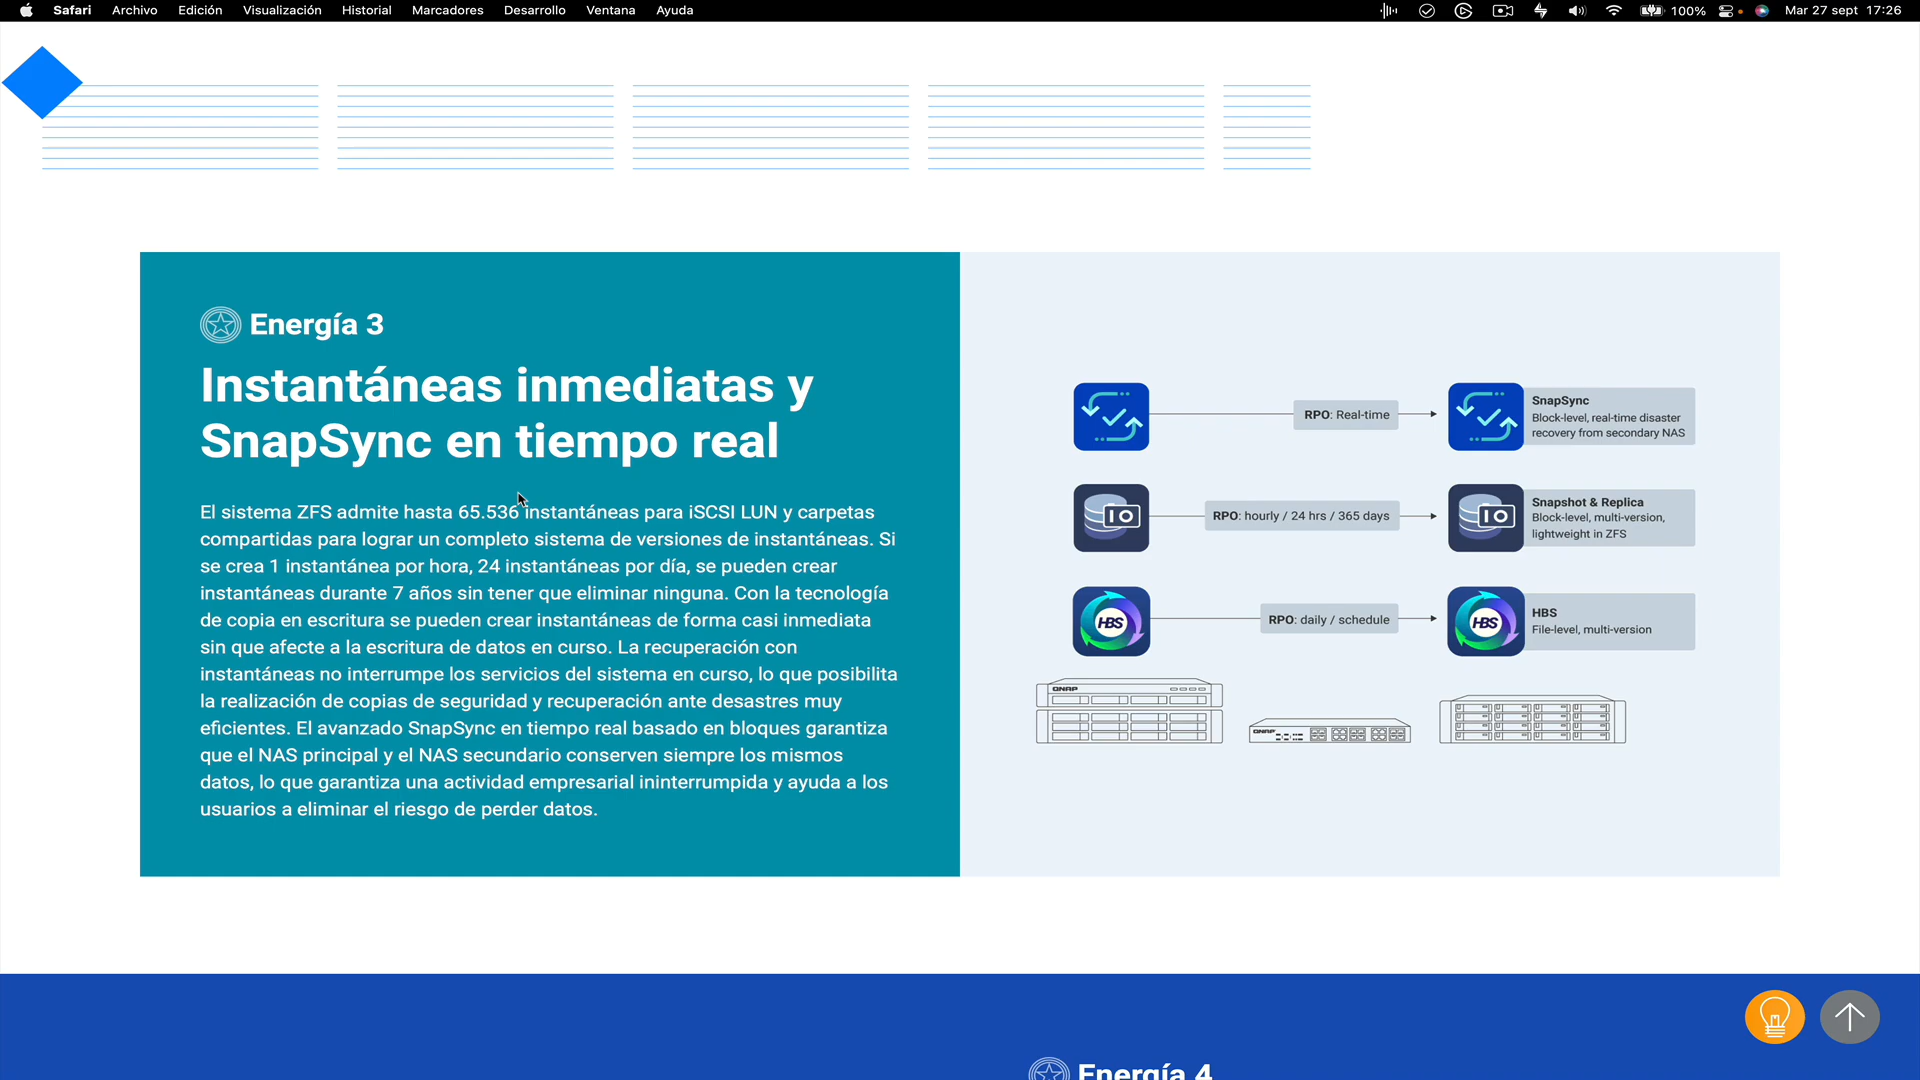 Safari Archivo Edición Visualización Historial Marcadores Desarrollo Ventana Ayuda 100% Mar 27 sept 17:26
Energía 3
Instantáneas inmediatas y
SnapSync en tiempo real
El sistema ZFS admite hasta 65.536 instantáneas para iSCSI LUN y carpetas
compartidas para lograr un completo sistema de versiones de instantáneas. Si
se crea 1 instantánea por hora, 24 instantáneas por día, se pueden crear
instantáneas durante 7 años sin tener que eliminar ninguna. Con la tecnología
de copia en escritura se pueden crear instantáneas de forma casi inmediata
sin que afecte a la escritura de datos en curso. La recuperación con
instantáneas no interrumpe los servicios del sistema en curso, lo que posibilita
la realización de copias de seguridad y recuperación ante desastres muy
eficientes. El avanzado SnapSync en tiempo real basado en bloques garantiza
que el NAS principal y el NAS secundario conserven siempre los mismos
datos, lo que garantiza una actividad empresarial ininterrumpida y ayuda a los
usuarios a eliminar el riesgo de perder datos.
RPO: Real-time
SnapSync
Block-level, real-time disaster
recovery from secondary NAS
IO
RPO: hourly / 24 hrs / 365 days
IO
Snapshot & Replica
Block-level, multi-version,
lightweight in ZFS
HBS
RPO: daily / schedule
HBS
HBS
File-level, multi-version
QNAP
QNAP
Energía 4